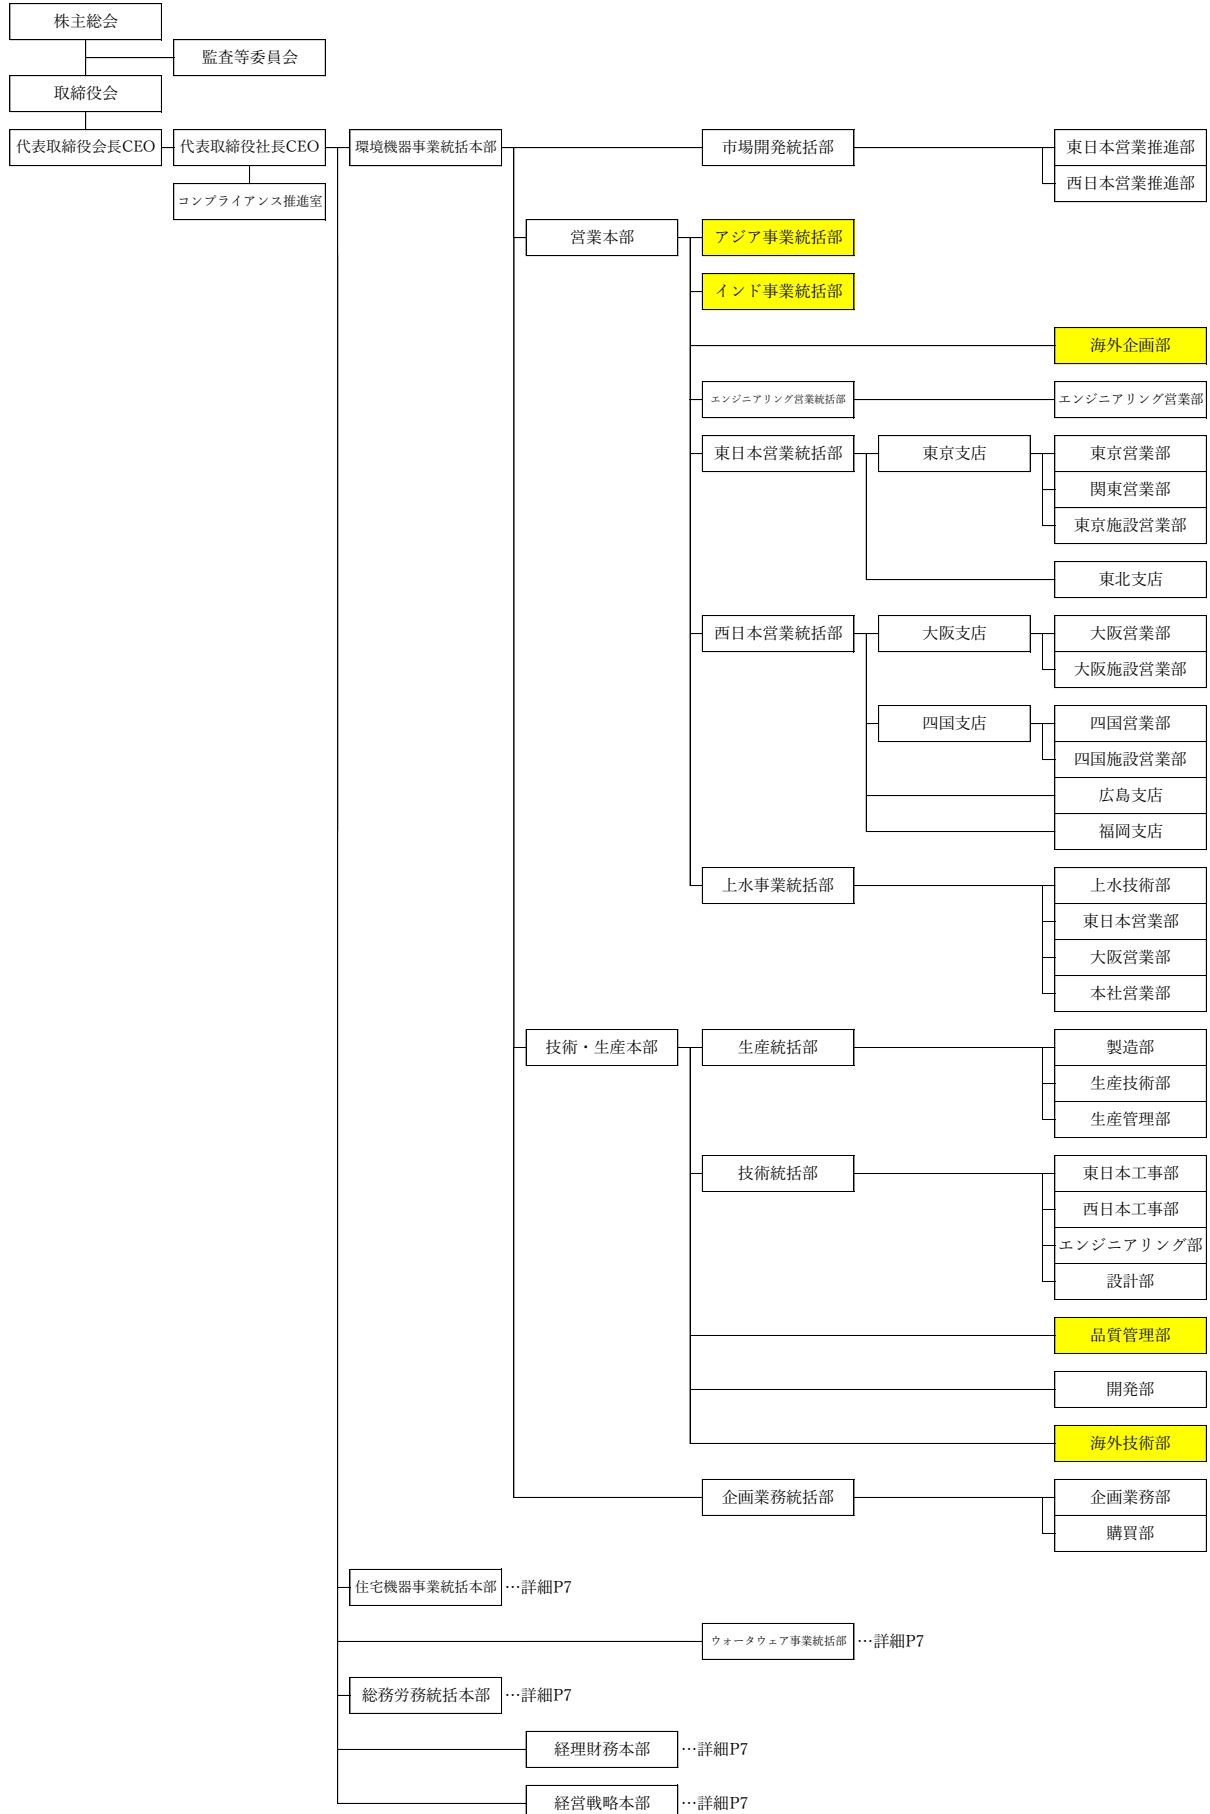 株主総会
監査等委員会
取締役会
代表取締役会長CEO
代表取締役社長CEO
環境機器事業統括本部
市場開発統括部
東日本営業推進部
コンプライアンス推進室
西日本営業推進部
営業本部
アジア事業統括部
インド事業統括部
海外企画部
エンジニアリング営業統括部
エンジニアリング営業部
東日本営業統括部
東京支店
東京営業部
関東営業部
東京施設営業部
東北支店
西日本営業統括部
大阪支店
大阪営業部
大阪施設営業部
四国支店
四国営業部
四国施設営業部
広島支店
福岡支店
上水事業統括部
上水技術部
東日本営業部
大阪営業部
本社営業部
技術・生産本部
生産統括部
製造部
生産技術部
生産管理部
技術統括部
東日本工事部
西日本工事部
エンジニアリング部
設計部
品質管理部
開発部
海外技術部
企画業務統括部
企画業務部
購買部
住宅機器事業統括本部 …詳細P7
ウォータウェア事業統括部 …詳細P7
総務労務統括本部 …詳細P7
経理財務本部 …詳細P7
経営戦略本部 …詳細P7